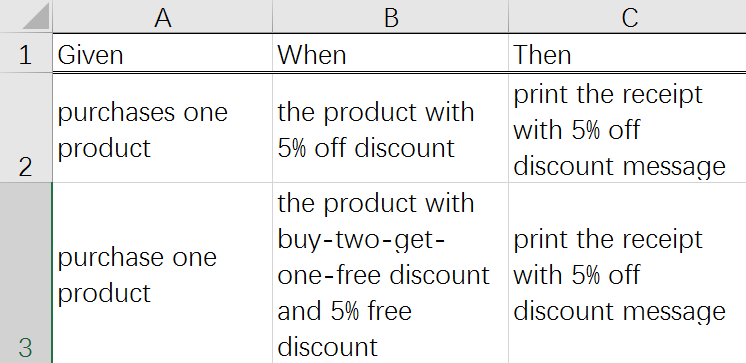 A B C
1 Given When Then
purchases one
product
the product with
5% off discount
print the receipt
with 5% off
discount message
2
purchase one
product
the product with
buy-two-get-
one-free discount
and 5% free
discount
print the receipt
with 5% off
discount message
3